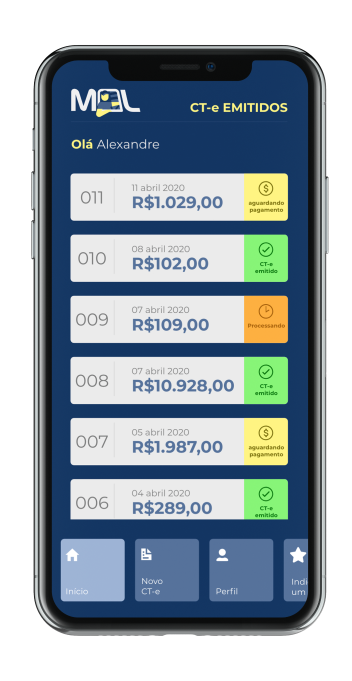 MOL
CT-e EMITIDOS
Olá Alexandre
011
11 abril 2020
R$1.029,00
aguardando
pagamento
010
08 abril 2020
R$102,00
CT-e
emitido
009
07 abril 2020
R$109,00
Processando
008
07 abril 2020
R$10.928,00
CT-e
emitido
007
05 abril 2020
R$1.987,00
aguardando
pagamento
006
04 abril 2020
R$289,00
CT-e
emitido
Início
Novo
CT-e
Perfil
Indi
um